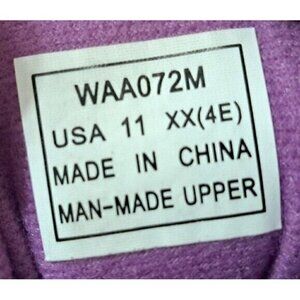 WAA072M
USA 11 XX(4E)
MADE IN CHINA
MAN-MADE UPPER